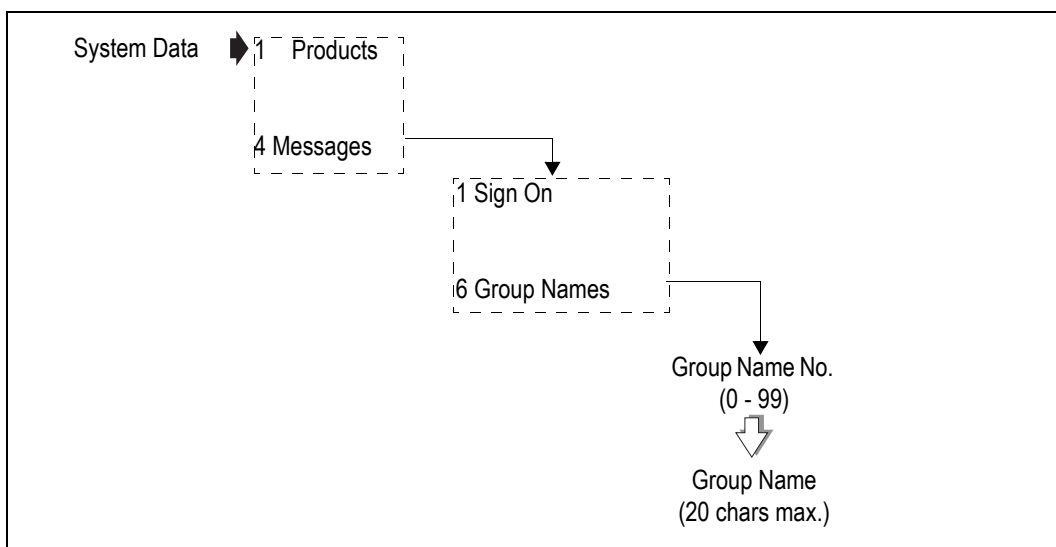 System Data
1 Products
4 Messages
1 Sign On
6 Group Names
Group Name No.
(0 - 99)
Group Name
(20 chars max.)